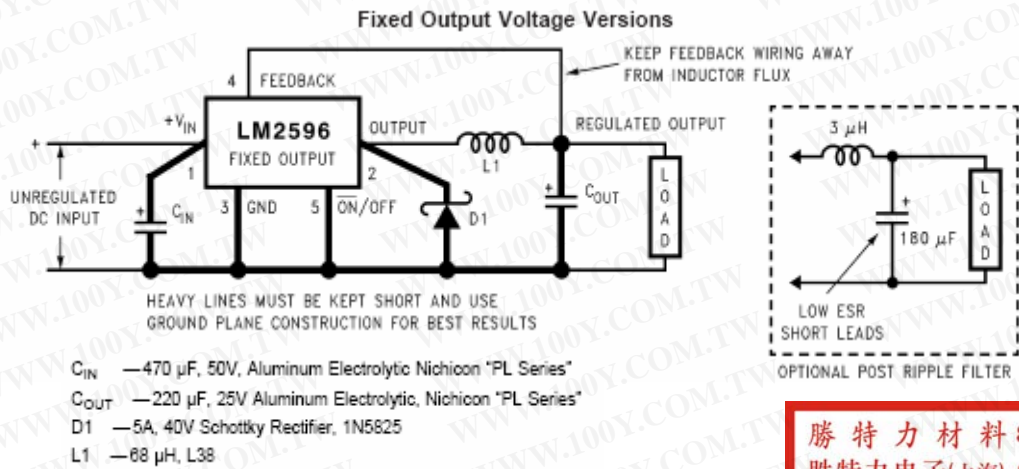 Fixed Output Voltage Versions
KEEP FEEDBACK WIRING AWAY
FROM INDUCTOR FLUX
4 FEEDBACK
+VIN
LM2596
FIXED OUTPUT
OUTPUT
REGULATED OUTPUT
3 μH
+
1
2
L1
UNREGULATED
DC INPUT
+
CIN
3 GND
5 ON/OFF
D1
+
COUT
LOAD
+
180 μF
LOAD
HEAVY LINES MUST BE KEPT SHORT AND USE
GROUND PLANE CONSTRUCTION FOR BEST RESULTS
LOW ESR
SHORT LEADS
OPTIONAL POST RIPPLE FILTER
CIN —470 μF, 50V, Aluminum Electrolytic Nichicon "PL Series"
COUT —220 μF, 25V Aluminum Electrolytic, Nichicon "PL Series"
D1 —5A, 40V Schottky Rectifier, 1N5825
L1 —68 μH, L38
勝特力材料
WWW.100Y.COM.TW